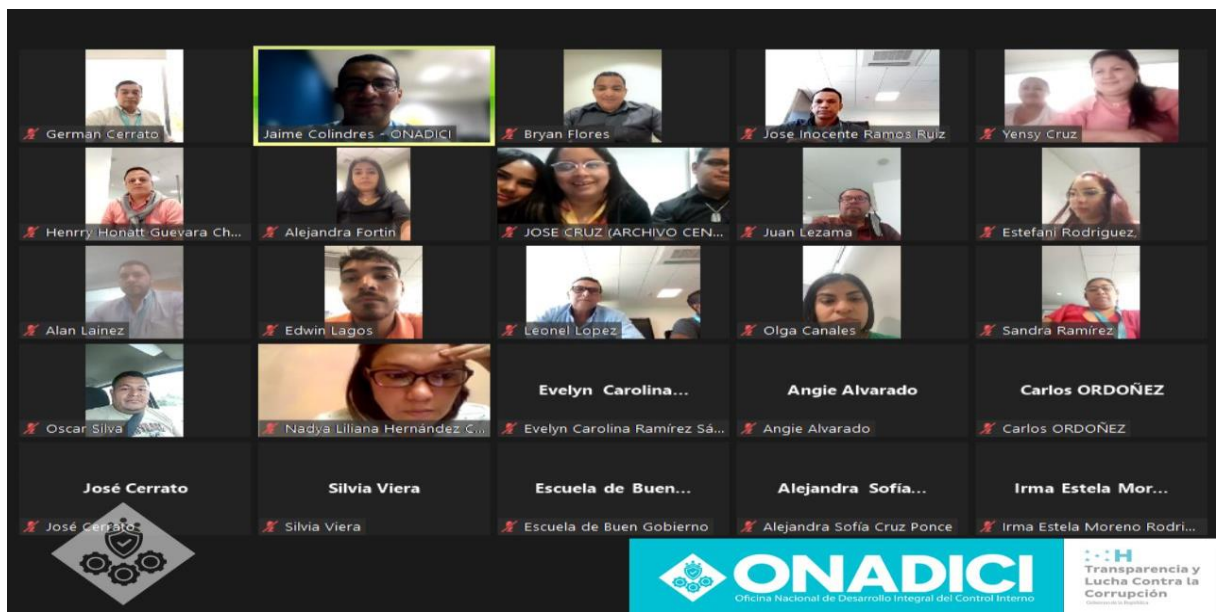 German Cerrato
Jaime Colindres - ONADICI
Bryan Flores
Jose Inocente Ramos Ruiz
Yensy Cruz
Henrry Honatt Guevara Ch...
Alejandra Fortin
JOSE CRUZ (ARCHIVO CEN...
Juan Lezama
Estefani Rodriguez,
Alan Laínez
Edwin Lagos
Leonel Lopez
Olga Canales
Sandra Ramírez
Oscar Silva
Nadya Liliana Hernández C...
Evelyn Carolina...
Evelyn Carolina Ramírez Sá...
Angie Alvarado
Angie Alvarado
Carlos ORDOÑEZ
Carlos ORDOÑEZ
José Cerrato
José Cerrato
Silvia Viera
Silvia Viera
Escuela de Buen...
Escuela de Buen Gobierno
Alejandra Sofía...
Alejandra Sofía Cruz Ponce
Irma Estela Mor...
Irma Estela Moreno Rodri...
ONADICI
Oficina Nacional de Desarrollo Integral del Control Interno
H
Transparencia y
Lucha Contra la
Corrupción
Gobierno de la República